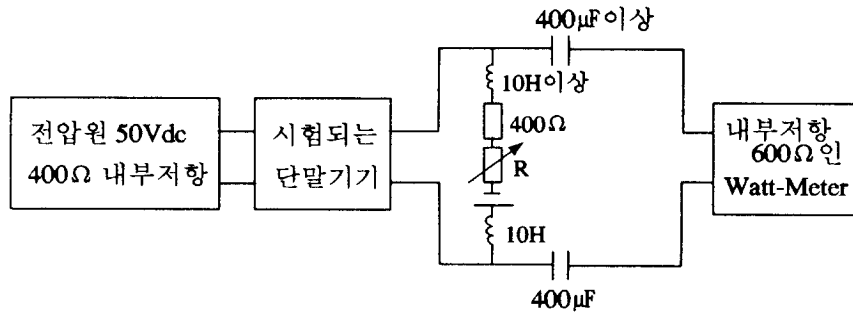 400μF이상
10H이상
400Ω
R
10H
400μF
전압원 50Vdc
400Ω 내부저항
시험되는
단말기기
내부저항
600Ω인
Watt-Meter